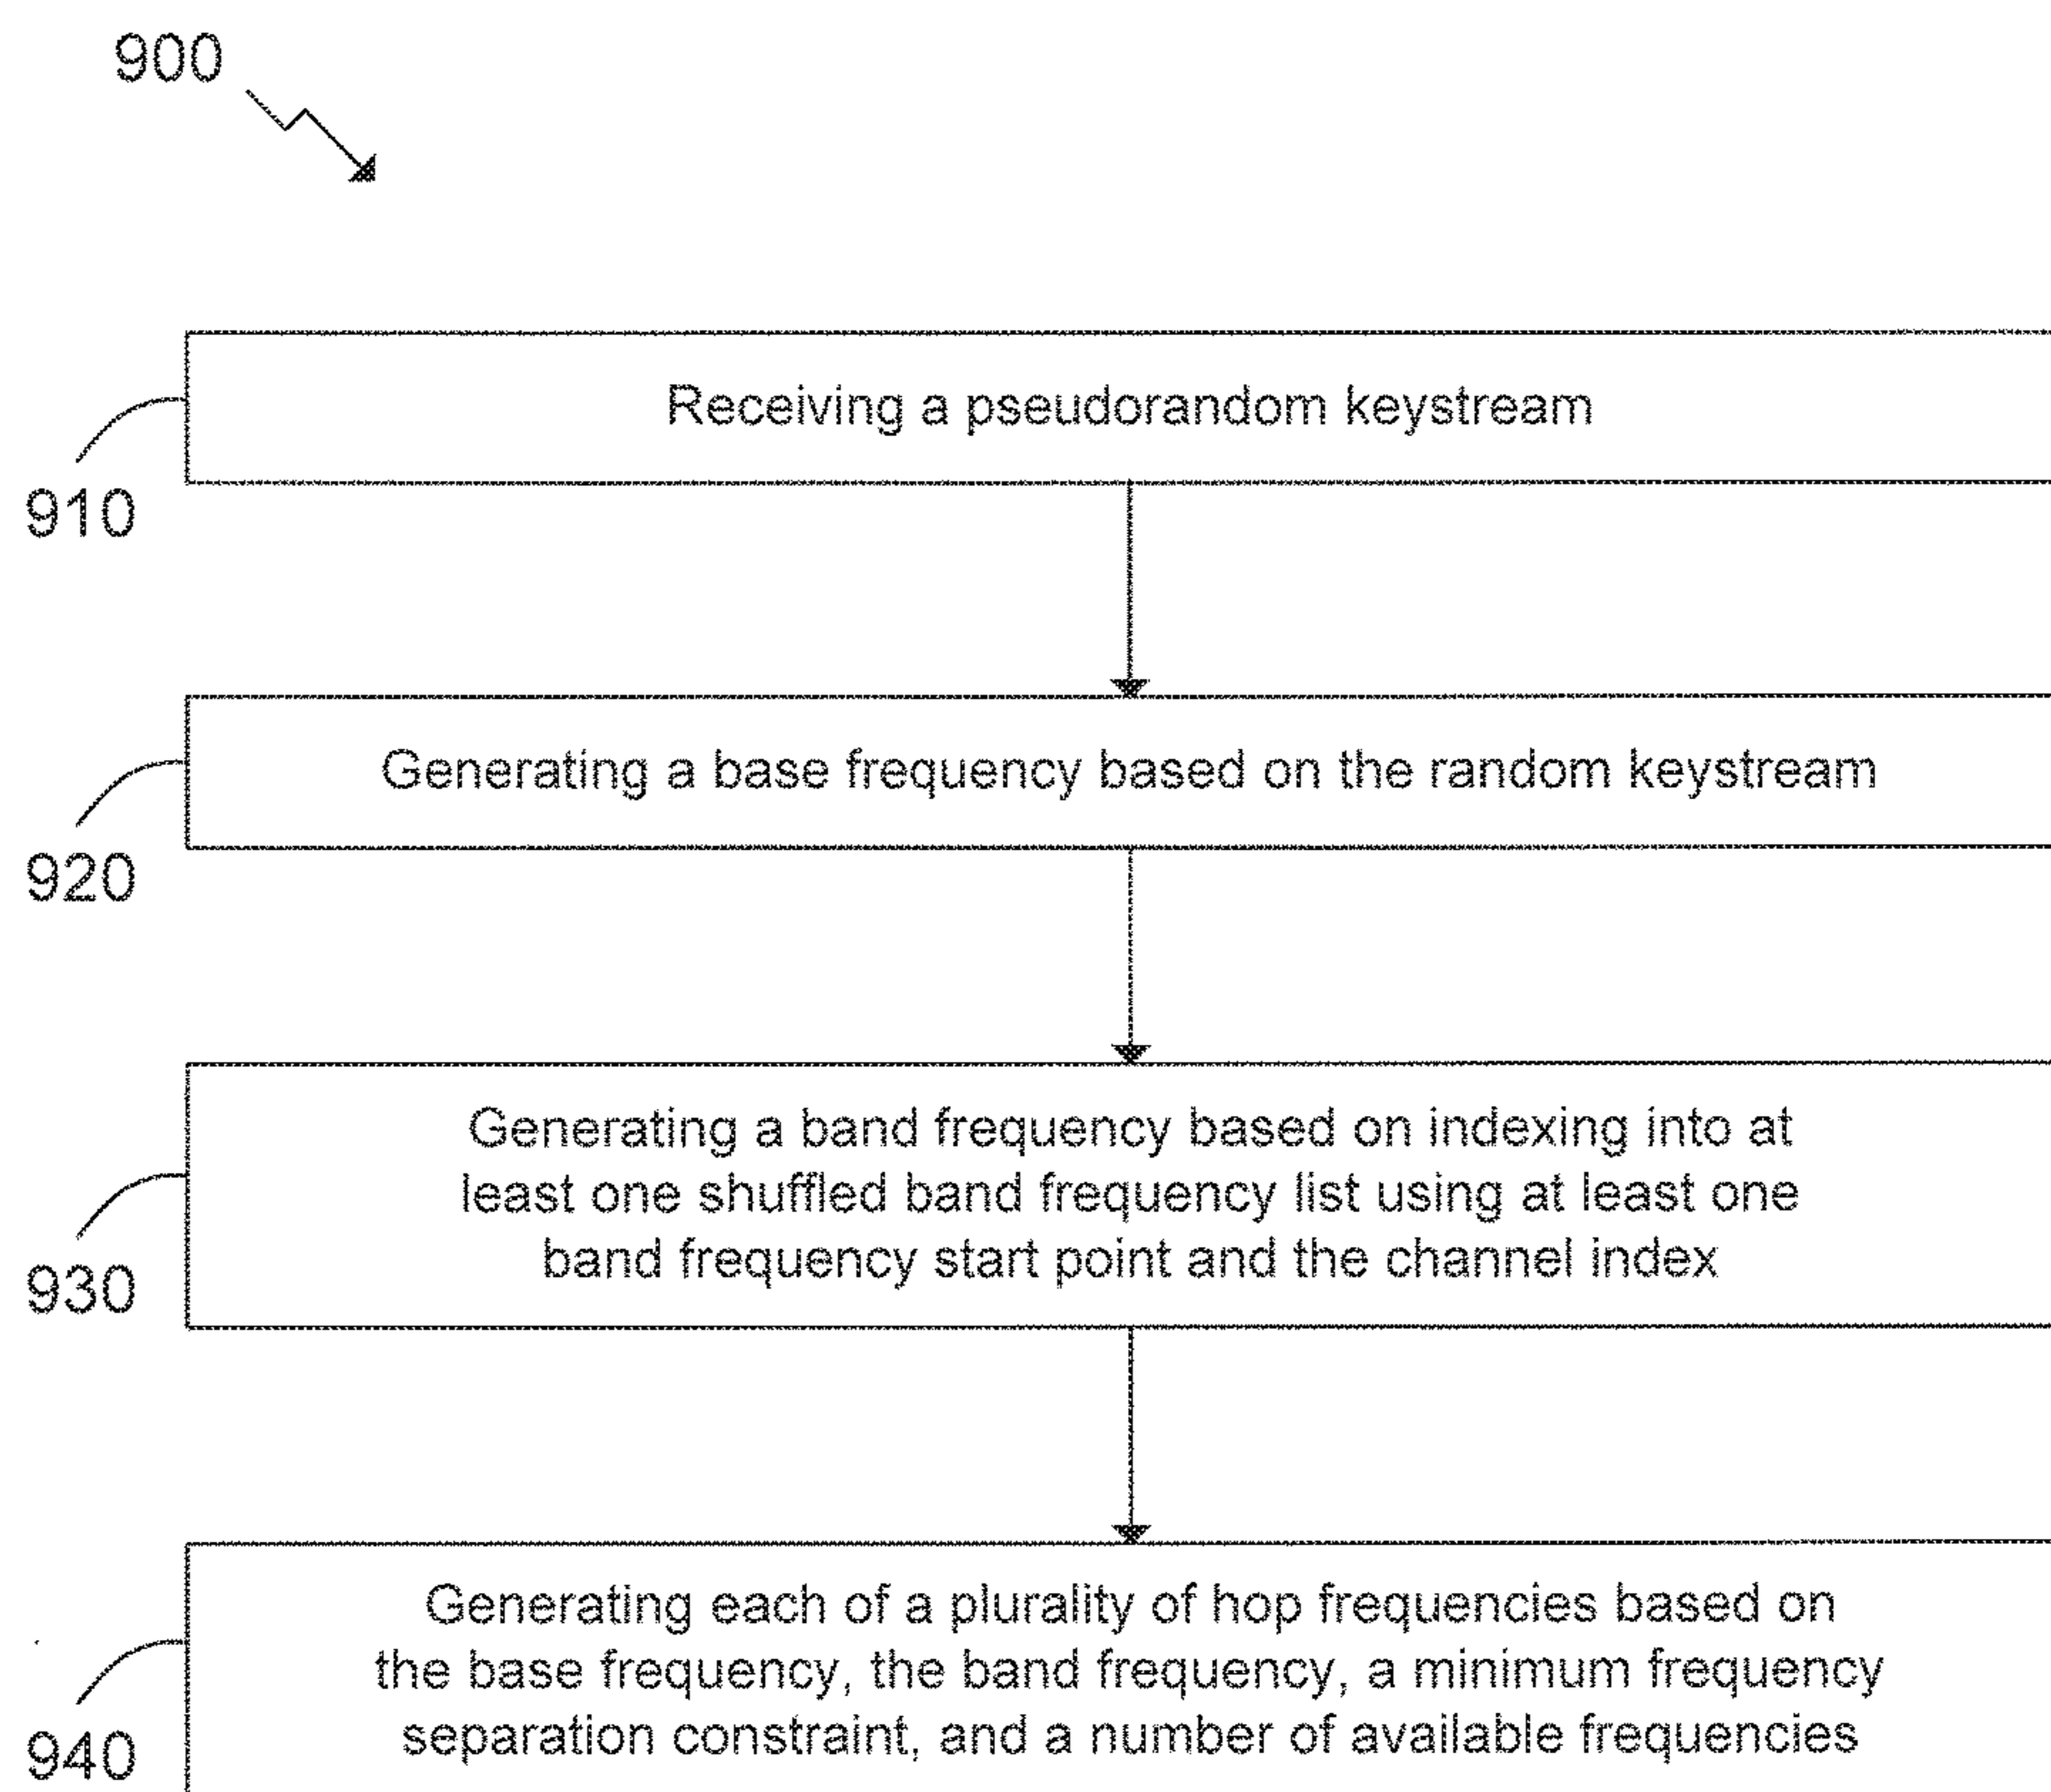 900
Receiving a pseudorandom keystream
910
Generating a base frequency based on the random keystream
920
Generating a band frequency based on indexing into at
least one shuffled band frequency list using at least one
band frequency start point and the channel index
930
Generating each of a plurality of hop frequencies based on
the base frequency, the band frequency, a minimum frequency
separation constraint, and a number of available frequencies
940